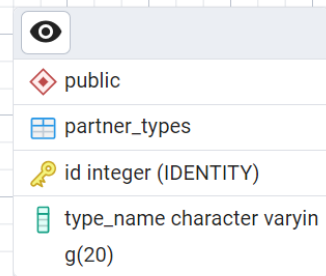 public
partner_types
id integer (IDENTITY)
type_name character varyin
g(20)